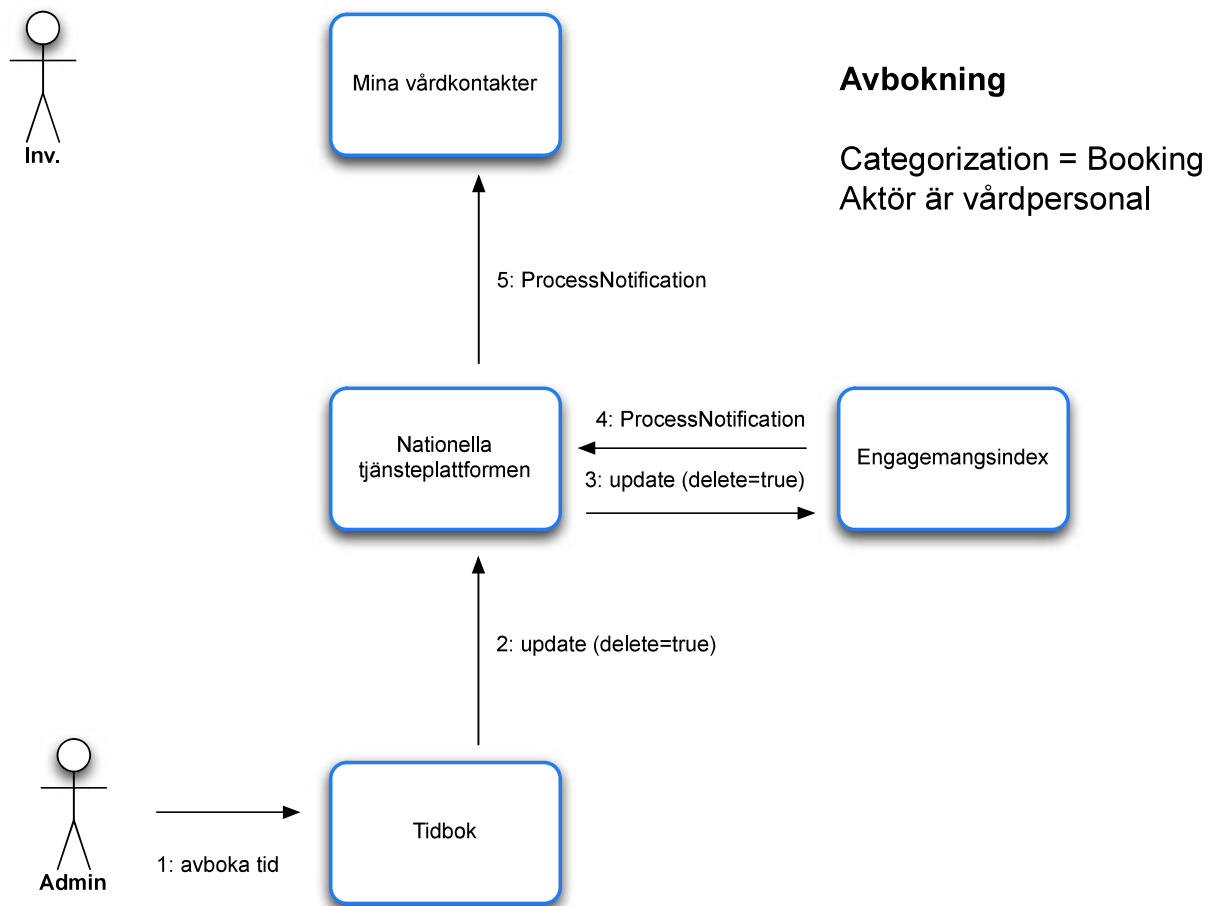 Mina vårdkontakter
Avbokning
Inv.
Categorization = Booking
Aktör är vårdpersonal
5: ProcessNotification
4: ProcessNotification
Nationella
tjänsteplattformen
Engagemangsindex
3: update (delete=true)
2: update (delete=true)
Tidbok
1: avboka tid
Admin